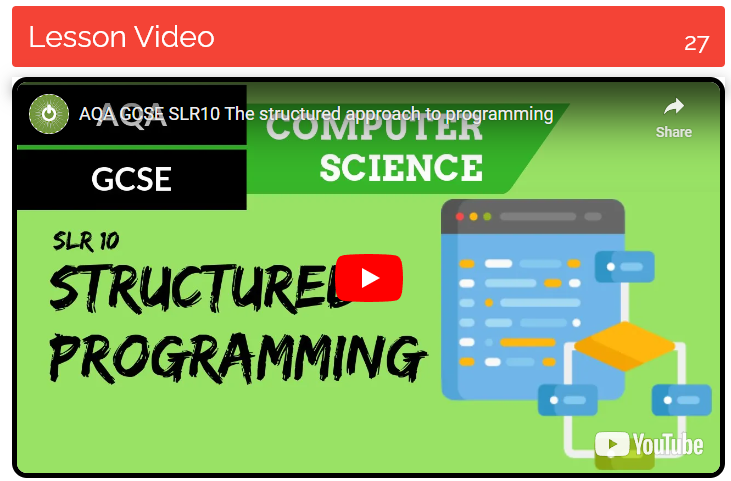 Lesson Video
27
AQA GCSE SLR10 The structured approach to programming
Share
AQA
COMPUTER
SCIENCE
GCSE
SLR 10
STRUCTURED
PROGRAMMING
YouTube